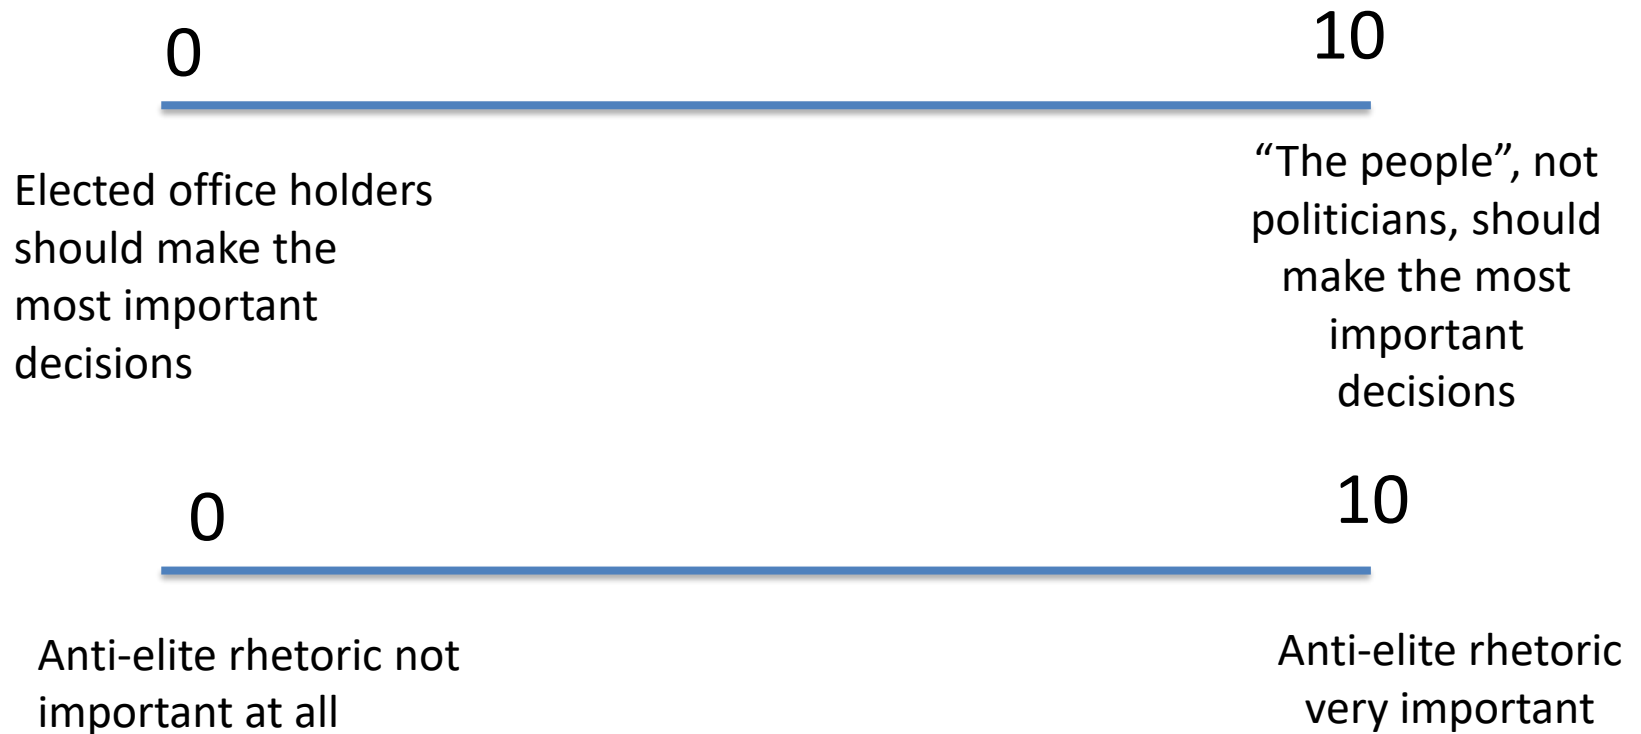 0
10
Elected office holders
should make the
most important
decisions
“The people”, not
politicians, should
make the most
important
decisions
0
10
Anti-elite rhetoric not
important at all
Anti-elite rhetoric
very important